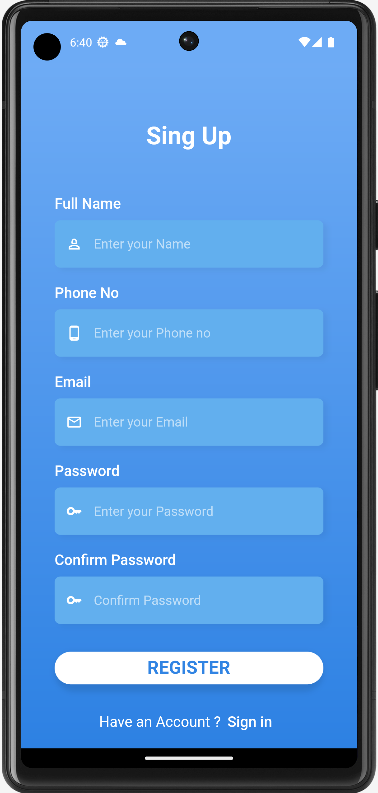 6:40
Sing Up
Full Name
Enter your Name
Phone No
Enter your Phone no
Email
Enter your Email
Password
Enter your Password
Confirm Password
Confirm Password
REGISTER
Have an Account ? Sign in